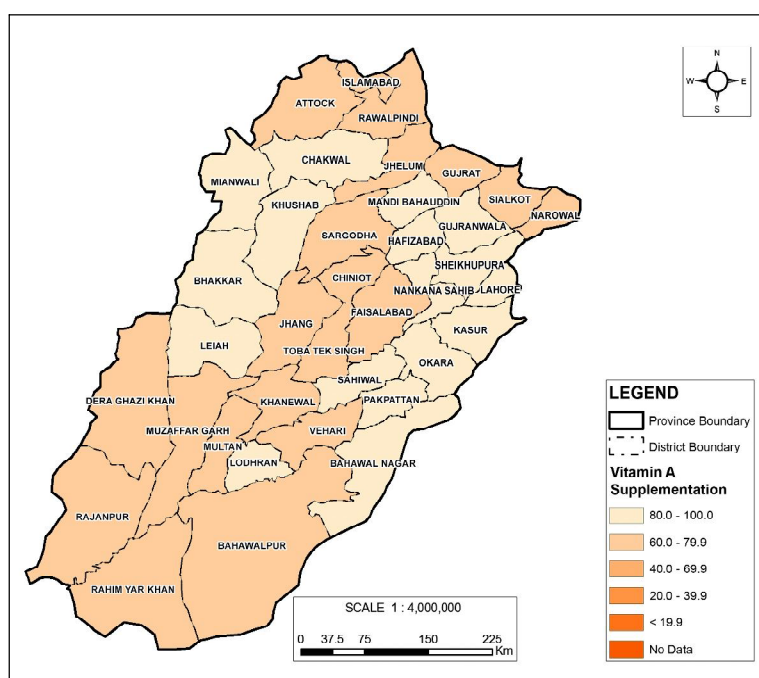 N
W E
S
ISLAMABAD
ATTOCK
RAWALPINDI
CHAKWAL
JHELUM
GUJRAT
MIANWALI
KHUSHAB
MANDI BAHAUDDIN
SIALKOT
NAROWAL
GUJRANWALA
SARGODHA
HAFIZABAD
SHEIKHUPURA
BHAKKAR
CHINIOT
NANKANA SAHIB
LAHORE
FAISALABAD
JHANG
KASUR
LEIAH
TOBA TEK SINGH
OKARA
SAHIWAL
DERA GHAZI KHAN
KHANEWAL
PAKPATTAN
MUZAFFAR GARH
VEHARI
MULTAN
LODHRAN
BAHAWAL NAGAR
RAJANPUR
BAHAWALPUR
RAHIM YAR KHAN
LEGEND
Province Boundary
District Boundary
Vitamin A
Supplementation
80.0 - 100.0
60.0 - 79.9
40.0 - 69.9
20.0 - 39.9
< 19.9
No Data
SCALE 1 : 4,000,000
0 37.5 75 150 225
Km